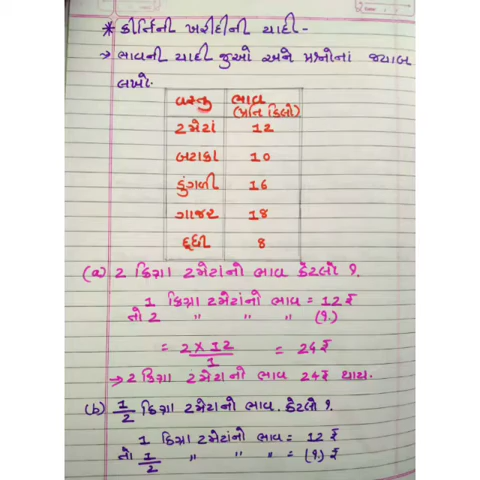 * કીર્તિની ખરીદીની યાદી -
→ ભાવની યાદી જુઓ અને પ્રશ્નોનાં જવાબ
લખો.
વસ્તુ ભાવ
(પ્રતિ કિલો)
ટમેટાં 12
બટાકા 10
ડુંગળી 16
ગાજર 18
દૂધી 8
(a) 2 કિગ્રા ટમેટાંનો ભાવ કેટલો ?
1 કિગ્રા ટમેટાંનો ભાવ = 12 ₹
તો 2 " " " (?)
= 2 × 12 / 1 = 24 ₹
→ 2 કિગ્રા ટમેટાંનો ભાવ 24 ₹ થાય.
(b) 1/2 કિગ્રા ટમેટાંનો ભાવ કેટલો ?
1 કિગ્રા ટમેટાંનો ભાવ = 12 ₹
તો 1/2 " " " = (?) ₹